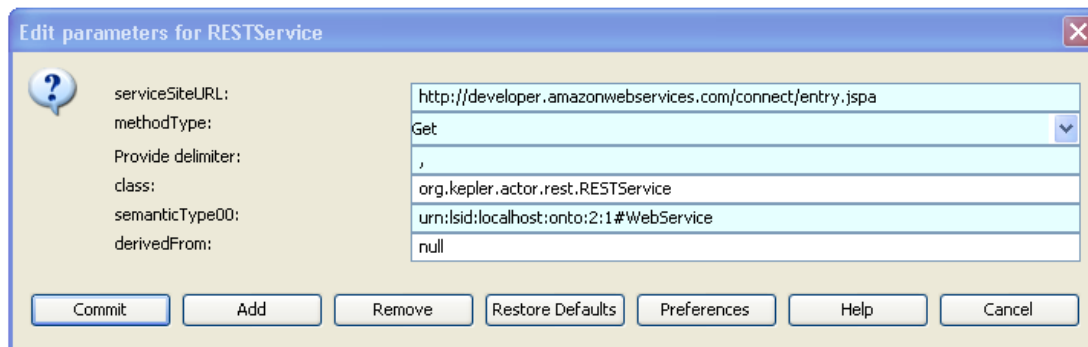 Edit parameters for RESTService
?
serviceSiteURL: http://developer.amazonwebservices.com/connect/entry.jspa
methodType: Get
Provide delimiter: ,
class: org.kepler.actor.rest.RESTService
semanticType00: urn:lsid:localhost:onto:2:1#WebService
derivedFrom: null
Commit Add Remove Restore Defaults Preferences Help Cancel